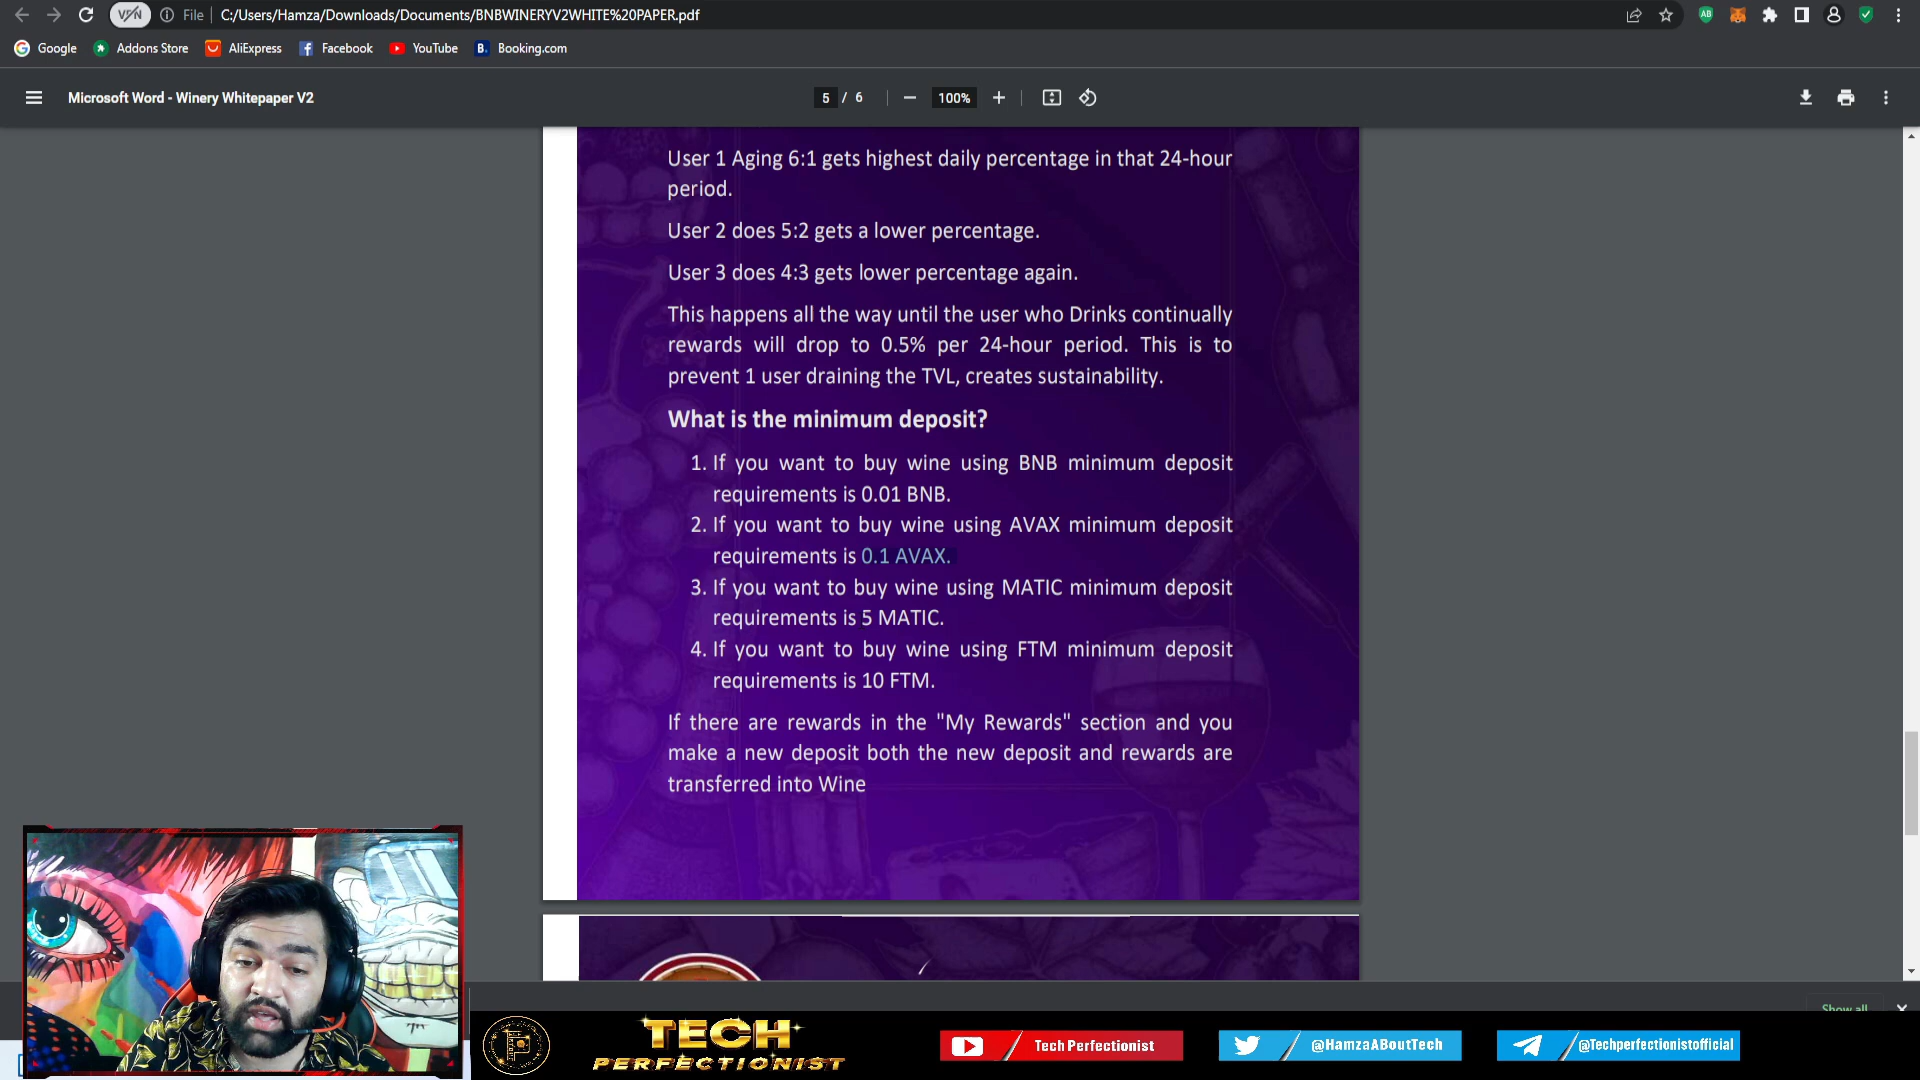 VPN
File
C:/Users/Hamza/Downloads/Documents/BNBWINERYV2WHITE%20PAPER.pdf
Google
Addons Store
AliExpress
Facebook
YouTube
Booking.com
Microsoft Word - Winery Whitepaper V2
5 / 6
100%
User 1 Aging 6:1 gets highest daily percentage in that 24-hour
period.
User 2 does 5:2 gets a lower percentage.
User 3 does 4:3 gets lower percentage again.
This happens all the way until the user who Drinks continually
rewards will drop to 0.5% per 24-hour period. This is to
prevent 1 user draining the TVL, creates sustainability.
What is the minimum deposit?
1. If you want to buy wine using BNB minimum deposit
requirements is 0.01 BNB.
2. If you want to buy wine using AVAX minimum deposit
requirements is 0.1 AVAX.
3. If you want to buy wine using MATIC minimum deposit
requirements is 5 MATIC.
4. If you want to buy wine using FTM minimum deposit
requirements is 10 FTM.
If there are rewards in the "My Rewards" section and you
make a new deposit both the new deposit and rewards are
transferred into Wine
Show all
TECH
PERFECTIONIST
Tech Perfectionist
@HamzaABoutTech
@Techperfectionistofficial